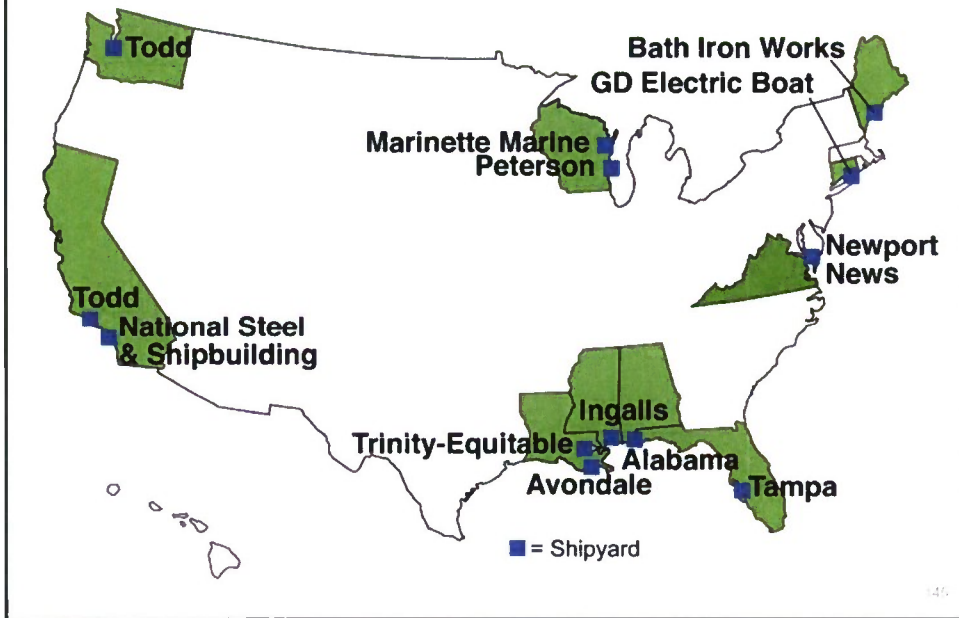 Todd
Bath Iron Works
GD Electric Boat
Marinette Marine
Peterson
Newport
News
Todd
National Steel
& Shipbuilding
Ingalls
Trinity-Equitable
Alabama
Avondale
Tampa
= Shipyard